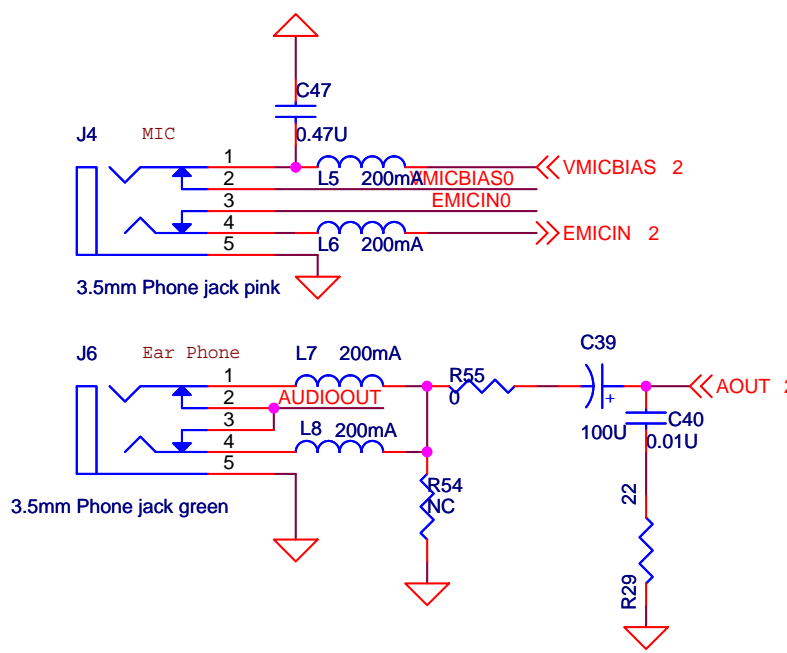 C47
0.47U
J4 MIC
1
2
3
4
5
L5 200mA
VMICBIAS0
EMICIN0
VMICBIAS 2
L6 200mA
EMICIN 2
3.5mm Phone jack pink
J6 Ear Phone
1
2
3
4
5
L7 200mA
AUDIOOUT
L8 200mA
R55
0
C39
+
100U
AOUT 2
C40
0.01U
R54
NC
22
R29
3.5mm Phone jack green